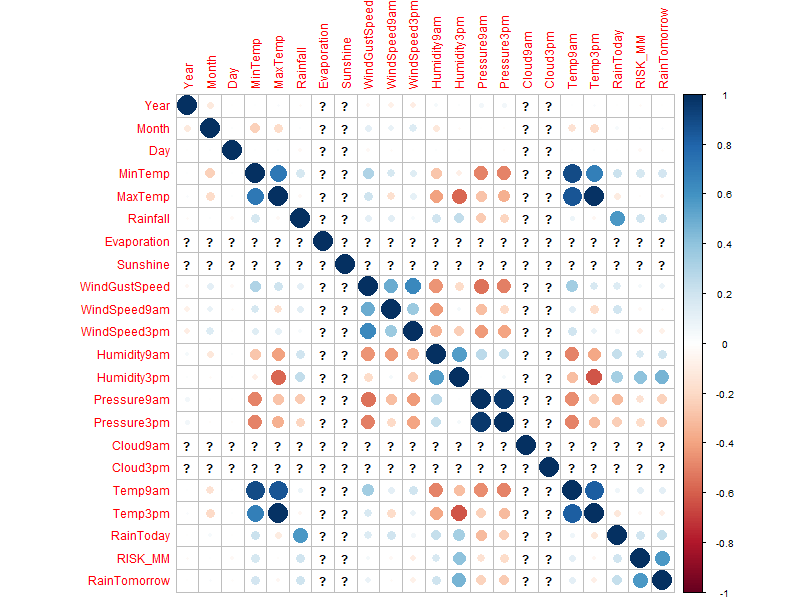 Year
Month
Day
MinTemp
MaxTemp
Rainfall
Evaporation
Sunshine
WindGustSpeed
WindSpeed9am
WindSpeed3pm
Humidity9am
Humidity3pm
Pressure9am
Pressure3pm
Cloud9am
Cloud3pm
Temp9am
Temp3pm
RainToday
RISK_MM
RainTomorrow
Year ? ? ? ?
Month ? ? ? ?
Day ? ? ? ?
MinTemp ? ? ? ?
MaxTemp ? ? ? ?
Rainfall ? ? ? ?
Evaporation ? ? ? ? ? ? ? ? ? ? ? ? ? ? ? ? ? ? ? ? ?
Sunshine ? ? ? ? ? ? ? ? ? ? ? ? ? ? ? ? ? ? ? ? ?
WindGustSpeed ? ? ? ?
WindSpeed9am ? ? ? ?
WindSpeed3pm ? ? ? ?
Humidity9am ? ? ? ?
Humidity3pm ? ? ? ?
Pressure9am ? ? ? ?
Pressure3pm ? ? ? ?
Cloud9am ? ? ? ? ? ? ? ? ? ? ? ? ? ? ? ? ? ? ? ? ?
Cloud3pm ? ? ? ? ? ? ? ? ? ? ? ? ? ? ? ? ? ? ? ? ?
Temp9am ? ? ? ?
Temp3pm ? ? ? ?
RainToday ? ? ? ?
RISK_MM ? ? ? ?
RainTomorrow ? ? ? ?
1
0.8
0.6
0.4
0.2
0
-0.2
-0.4
-0.6
-0.8
-1